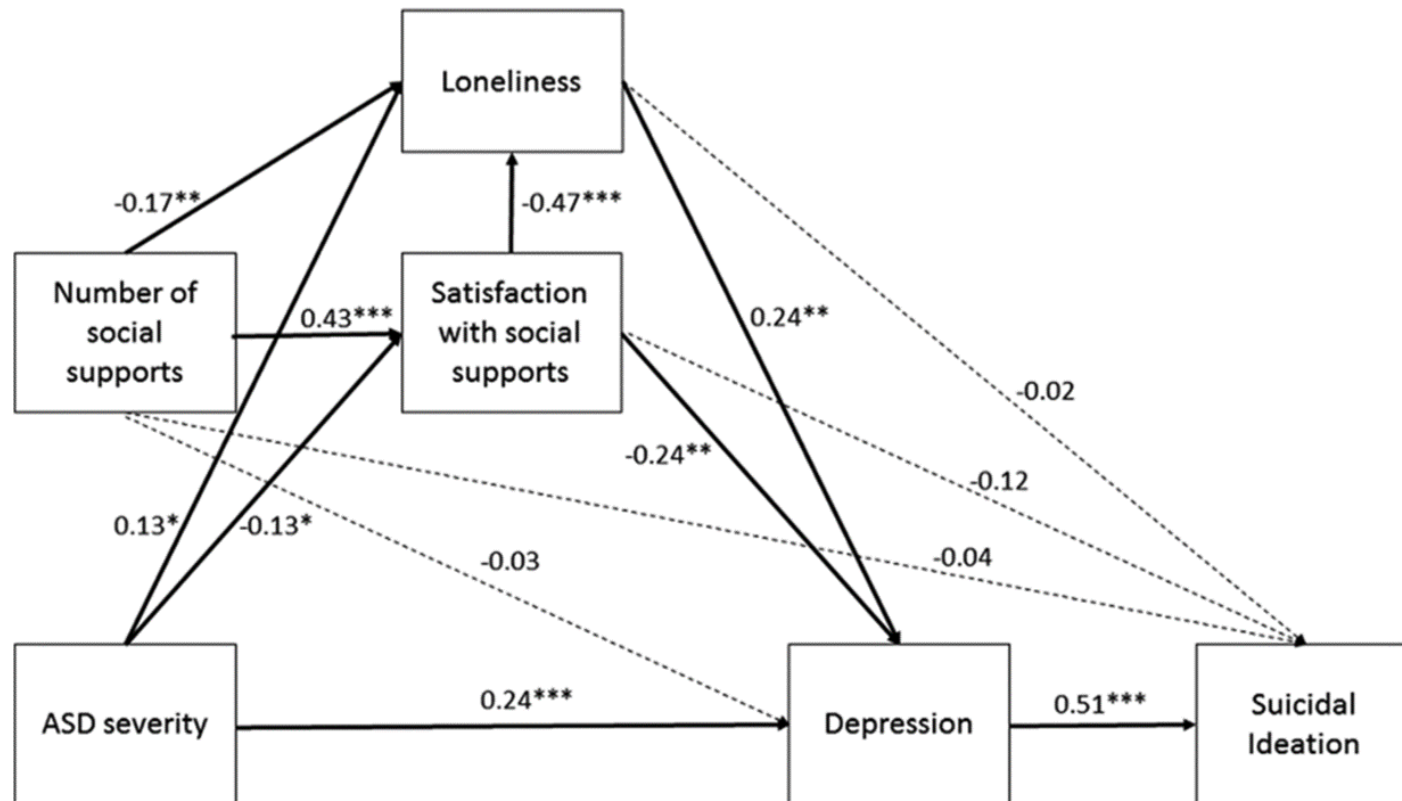 Loneliness
-0.17**
-0.47***
Number of
social
supports
0.43***
Satisfaction
with social
supports
0.24**
-0.02
-0.24**
-0.12
0.13*
-0.13*
-0.03
-0.04
ASD severity
0.24***
Depression
0.51***
Suicidal
Ideation